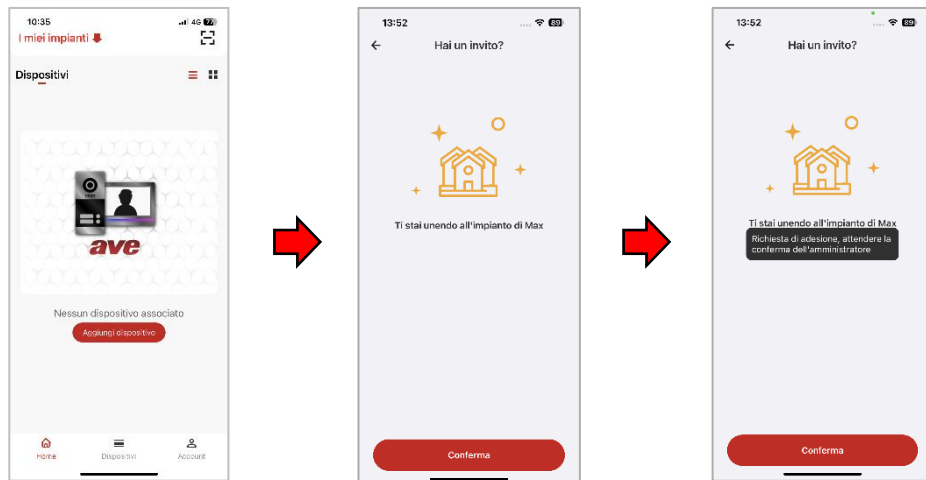 10:35
4G 72
I miei impianti
Dispositivi
ave
Nessun dispositivo associato
Aggiungi dispositivo
Home
Dispositivi
Account
13:52
89
Hai un invito?
Ti stai unendo all'impianto di Max
Conferma
13:52
89
Hai un invito?
Ti stai unendo all'impianto di Max
Richiesta di adesione, attendere la
conferma dell'amministratore
Conferma